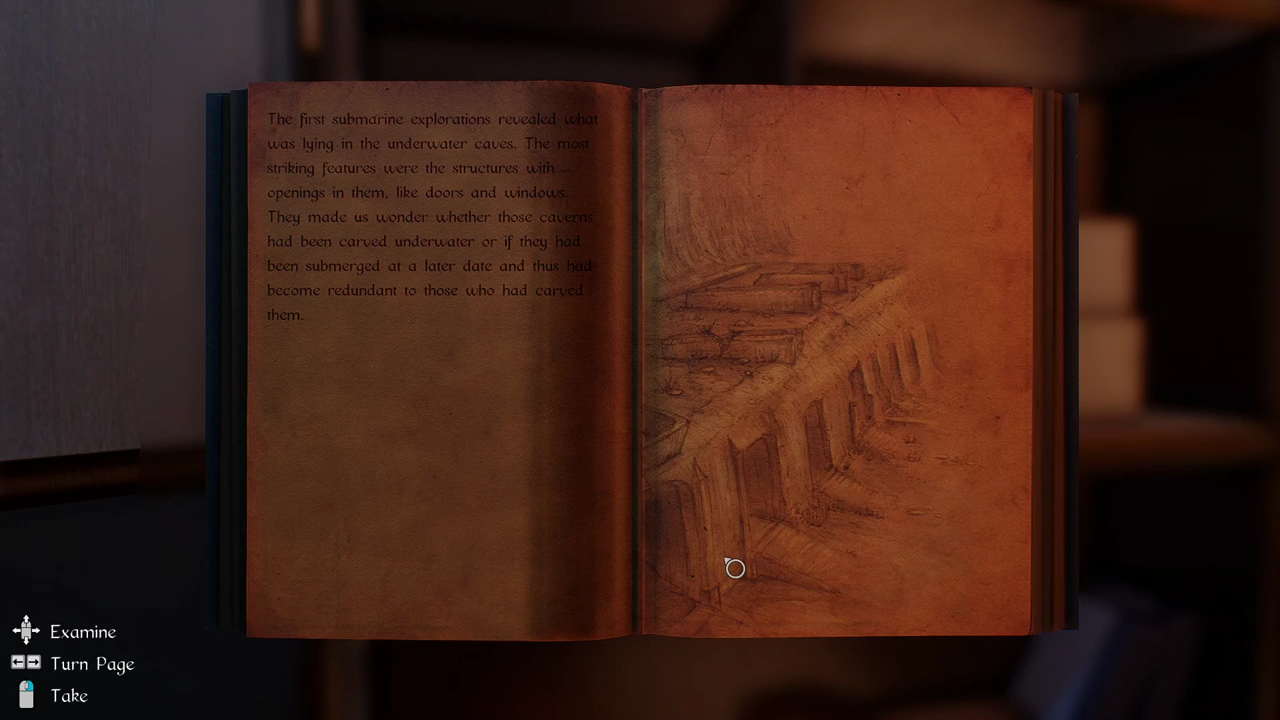 The first submarine explorations revealed what
was lying in the underwater caves. The most
striking features were the structures with
openings in them, like doors and windows.
They made us wonder whether those caverns
had been carved underwater or if they had
been submerged at a later date and thus had
become redundant to those who had carved
them.
Examine
Turn Page
Take